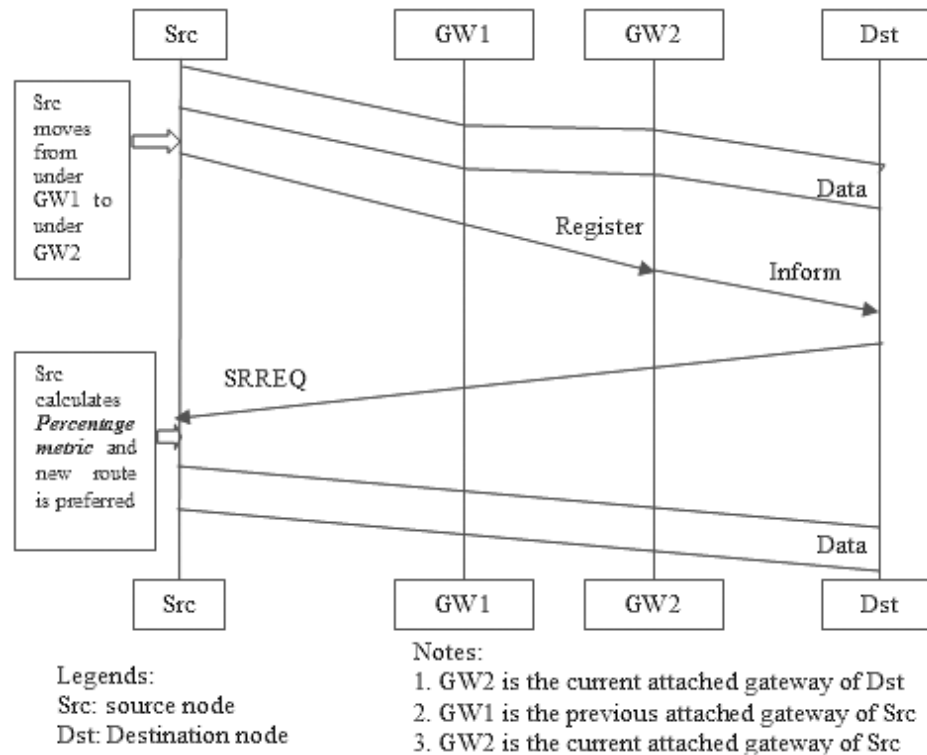 Src GW1 GW2 Dst
Src
moves
from
under
GW1 to
under
GW2
Data
Register
Inform
SRREQ
Src
calculates
Percentage
metric and
new route
is preferred
Data
Src GW1 GW2 Dst
Legends:
Src: source node
Dst: Destination node
Notes:
1. GW2 is the current attached gateway of Dst
2. GW1 is the previous attached gateway of Src
3. GW2 is the current attached gateway of Src